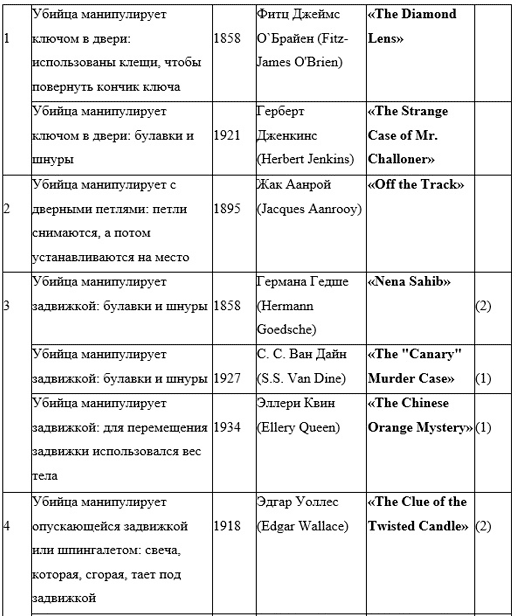 1
Убийца манипулирует
ключом в двери:
использованы клещи, чтобы
повернуть кончик ключа
1858
Фитц Джеймс
О`Брайен (Fitz-
James O'Brien)
«The Diamond
Lens»
Убийца манипулирует
ключом в двери: булавки и
шнуры
1921
Герберт
Дженкинс
(Herbert Jenkins)
«The Strange
Case of Mr.
Challoner»
2
Убийца манипулирует с
дверными петлями: петли
снимаются, а потом
устанавливаются на место
1895
Жак Аанрой
(Jacques Aanrooy)
«Off the Track»
3
Убийца манипулирует
задвижкой: булавки и шнуры
1858
Германа Гедше
(Hermann
Goedsche)
«Nena Sahib»
(2)
Убийца манипулирует
задвижкой: булавки и шнуры
1927
С. С. Ван Дайн
(S.S. Van Dine)
«The "Canary"
Murder Case»
(1)
Убийца манипулирует
задвижкой: для перемещения
задвижки использовался вес
тела
1934
Эллери Квин
(Ellery Queen)
«The Chinese
Orange Mystery»
(1)
4
Убийца манипулирует
опускающейся задвижкой
или шпингалетом: свеча,
которая, сгорая, тает под
задвижкой
1918
Эдгар Уоллес
(Edgar Wallace)
«The Clue of the
Twisted Candle»
(2)